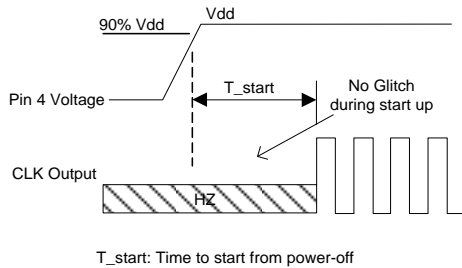 90% Vdd
Vdd
T_start
No Glitch
during start up
Pin 4 Voltage
CLK Output
HZ
T_start: Time to start from power-off